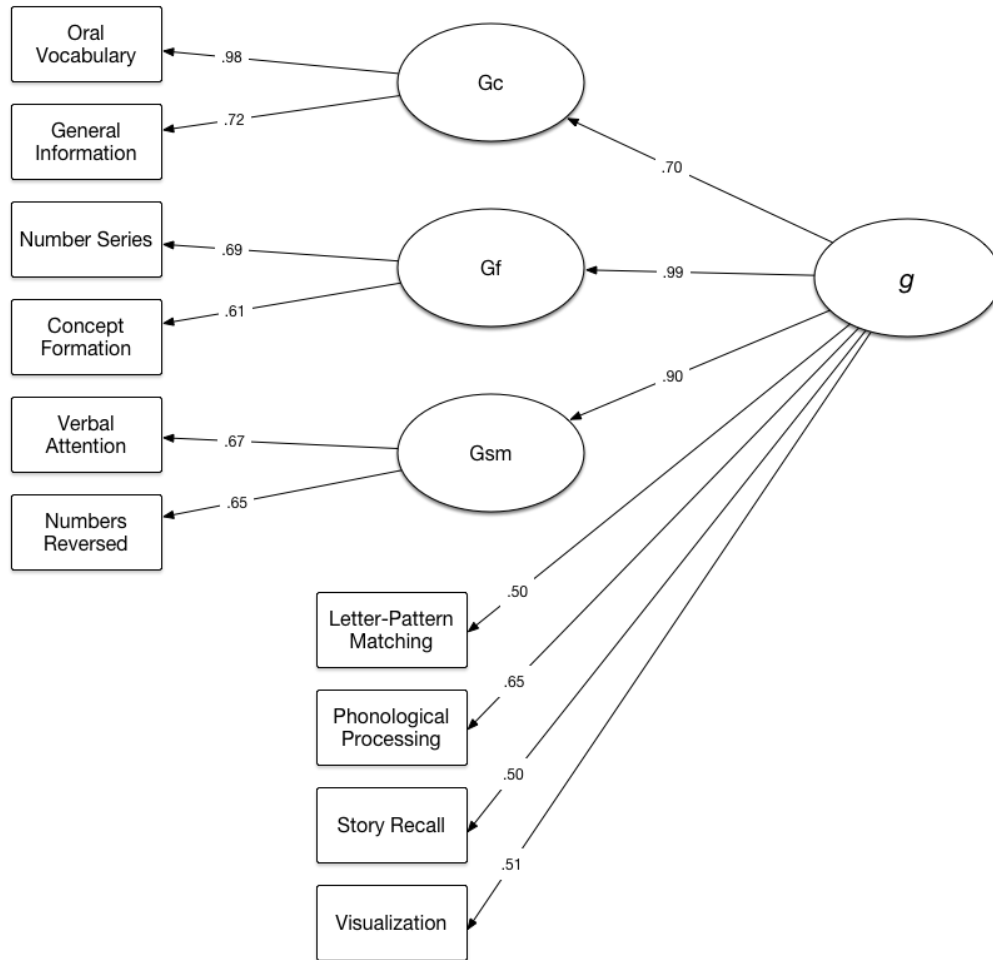 Oral
Vocabulary
.98
Gc
.72
General
Information
.70
Number Series
.69
Gf
.99
g
.61
Concept
Formation
.90
Verbal
Attention
.67
Gsm
.65
Numbers
Reversed
.50
Letter-Pattern
Matching
.65
Phonological
Processing
.50
Story Recall
.51
Visualization